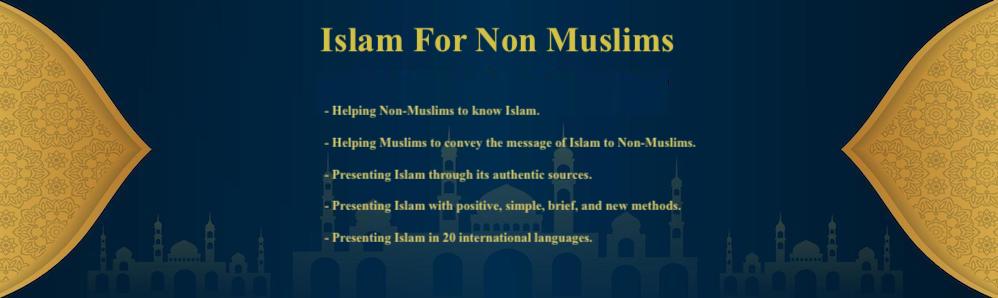 Islam For Non Muslims
- Helping Non-Muslims to know Islam.
- Helping Muslims to convey the message of Islam to Non-Muslims.
- Presenting Islam through its authentic sources.
- Presenting Islam with positive, simple, brief, and new methods.
- Presenting Islam in 20 international languages.